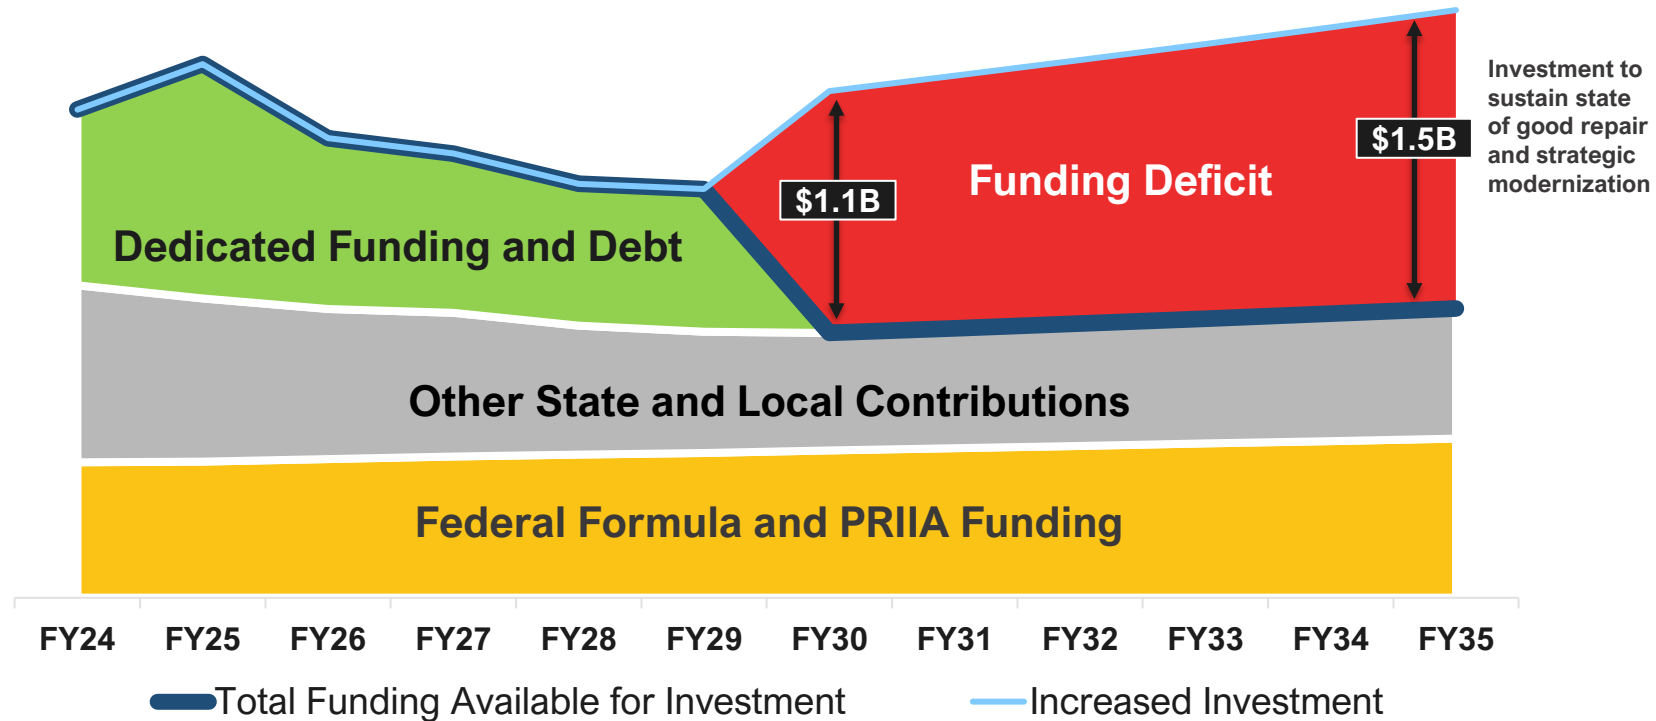 Investment to
sustain state
of good repair
and strategic
modernization
$1.5B
Funding Deficit
$1.1B
Dedicated Funding and Debt
Other State and Local Contributions
Federal Formula and PRIIA Funding
FY24 FY25 FY26 FY27 FY28 FY29 FY30 FY31 FY32 FY33 FY34 FY35
Total Funding Available for Investment Increased Investment